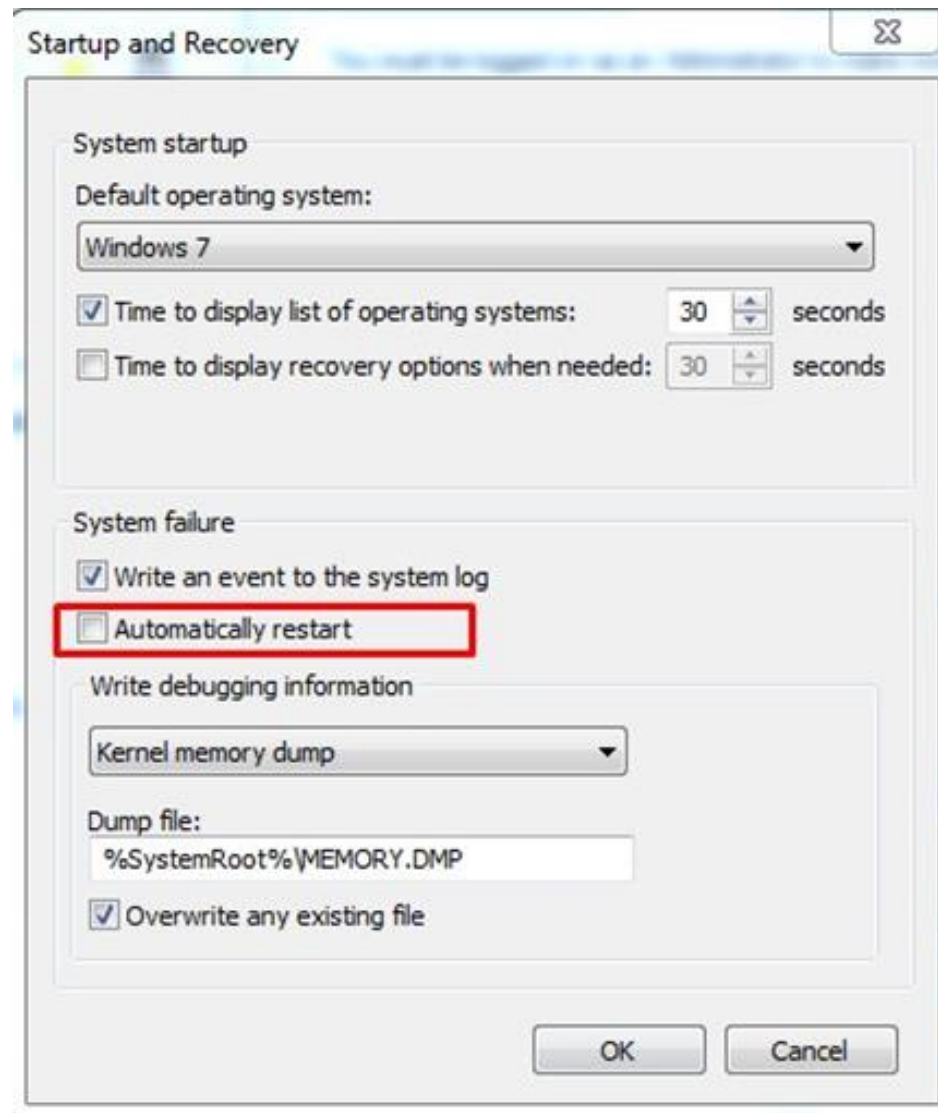 Startup and Recovery
System startup
Default operating system:
Windows 7
Time to display list of operating systems: 30 seconds
Time to display recovery options when needed: 30 seconds
System failure
Write an event to the system log
Automatically restart
Write debugging information
Kernel memory dump
Dump file:
%SystemRoot%\MEMORY.DMP
Overwrite any existing file
OK Cancel